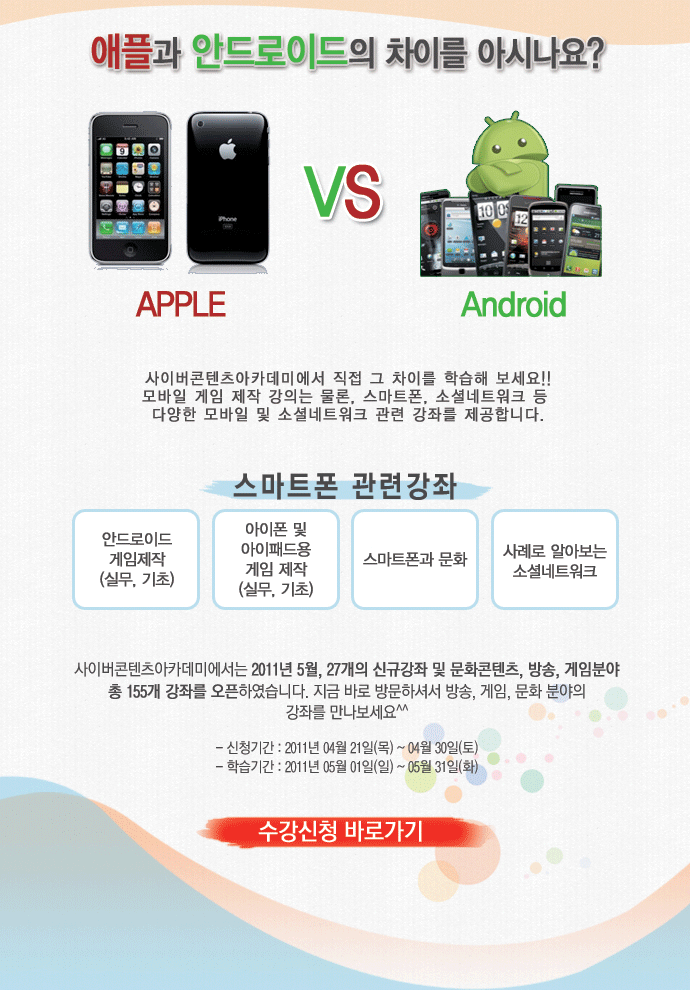 애플과 안드로이드의 차이를 아시나요?
iPhone
VS
APPLE
Android
사이버콘텐츠아카데미에서 직접 그 차이를 학습해 보세요!!
모바일 게임 제작 강의는 물론, 스마트폰, 소셜네트워크 등
다양한 모바일 및 소셜네트워크 관련 강좌를 제공합니다.
스마트폰 관련강좌
안드로이드
게임제작
(실무, 기초)
아이폰 및
아이패드용
게임 제작
(실무, 기초)
스마트폰과 문화
사례로 알아보는
소셜네트워크
사이버콘텐츠아카데미에서는 2011년 5월, 27개의 신규강좌 및 문화콘텐츠, 방송, 게임분야
총 155개 강좌를 오픈하였습니다. 지금 바로 방문하셔서 방송, 게임, 문화 분야의
강좌를 만나보세요^^
- 신청기간 : 2011년 04월 21일(목) ~ 04월 30일(토)
- 학습기간 : 2011년 05월 01일(일) ~ 05월 31일(화)
수강신청 바로가기